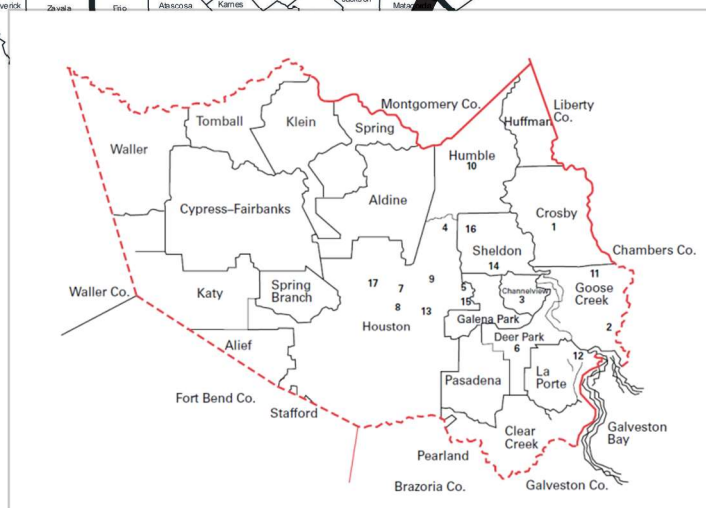 Zavala
Frio
Atascosa
Karnes
Montgomery Co.
Liberty
Co.
Tomball
Klein
Spring
Huffman
Waller
Humble
10
Aldine
Cypress–Fairbanks
Crosby
1
4
16
Sheldon
14
Chambers Co.
11
Goose
Creek
Waller Co.
Katy
Spring
Branch
17
7
9
5
Channelview
3
15
8
13
Houston
Galena Park
2
Deer Park
6
12
Alief
La
Porte
Pasadena
Fort Bend Co.
Stafford
Clear
Creek
Galveston
Bay
Pearland
Brazoria Co.
Galveston Co.